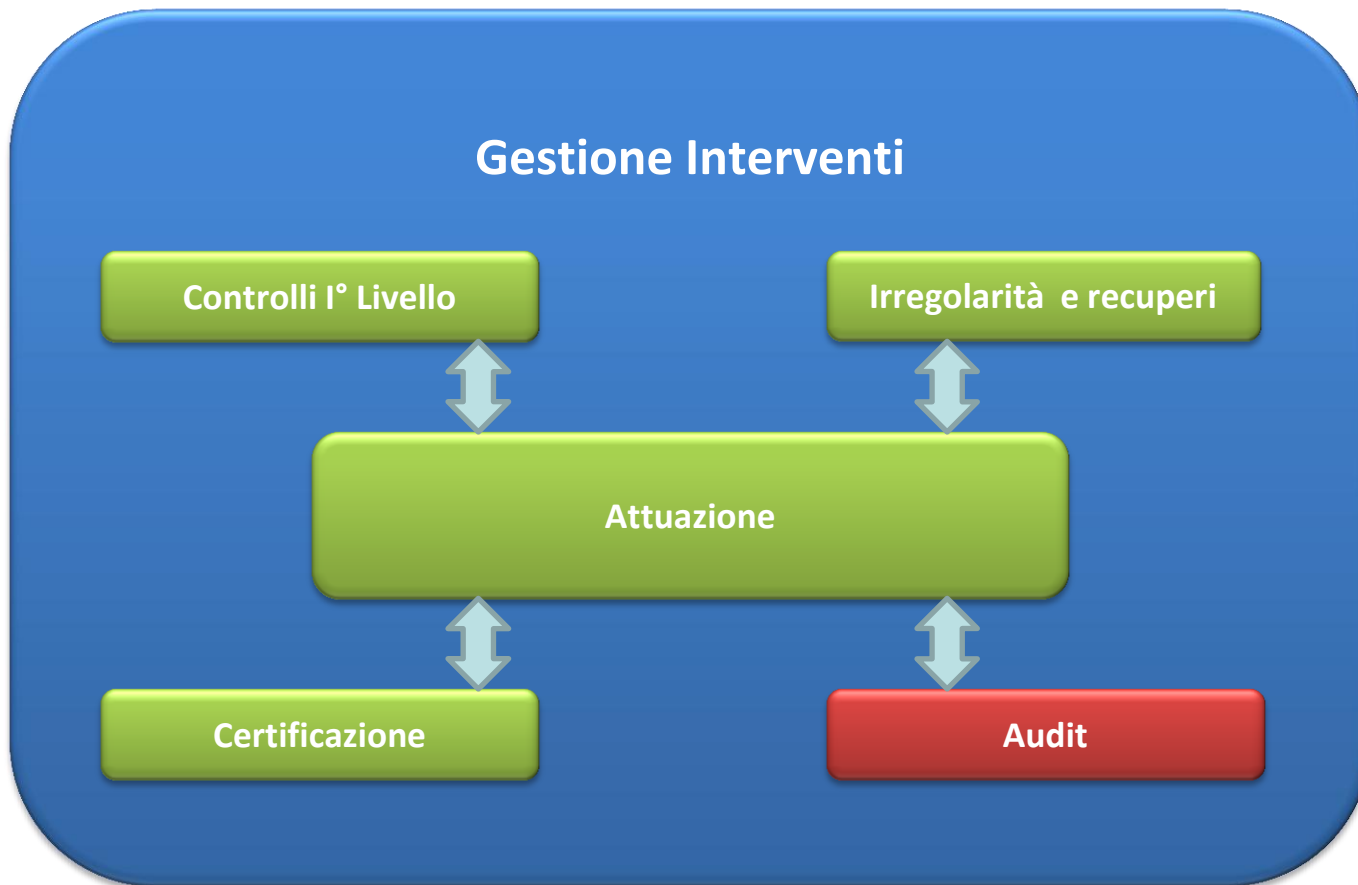 Gestione Interventi
Controlli I° Livello
Irregolarità e recuperi
Attuazione
Certificazione
Audit